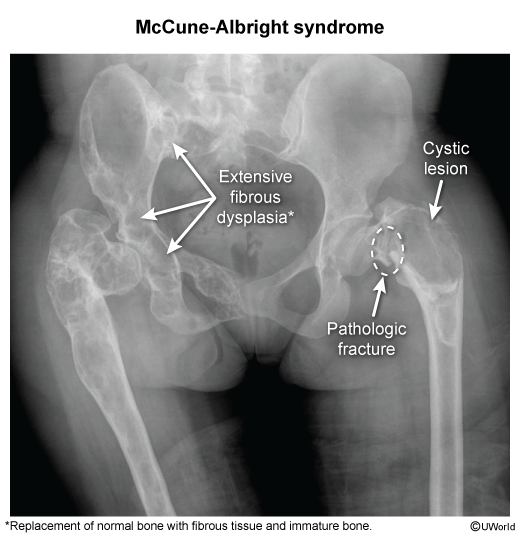 McCune-Albright syndrome
Cystic
lesion
Extensive
fibrous
dysplasia*
Pathologic
fracture
*Replacement of normal bone with fibrous tissue and immature bone.
©UWorld